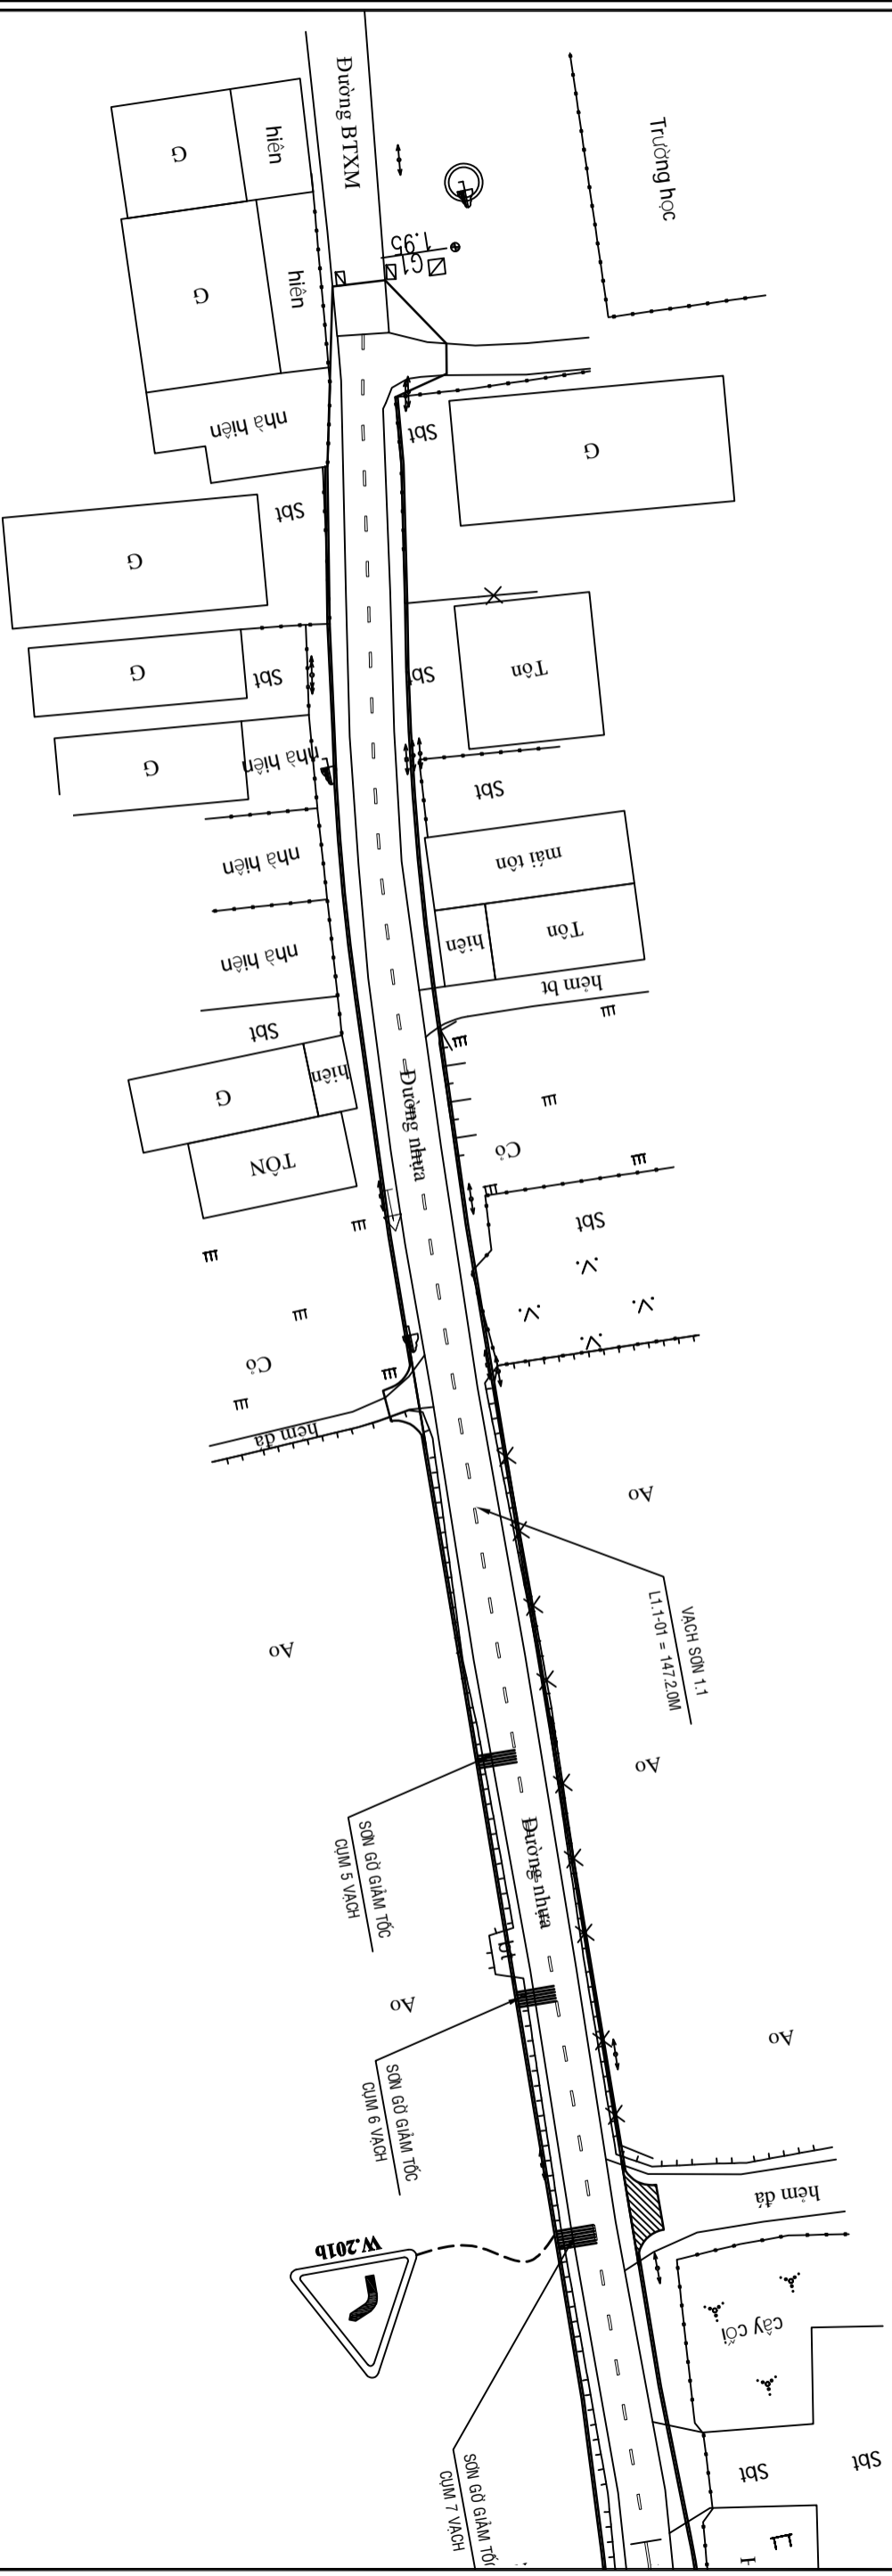 Đường BTXM
Trường học
hiên
G
1.95
G1
hiên
G
nhà hiên
Sbt
G
Sbt
G
Sbt
G
Sbt
Tôn
nhà hiên
G
Sbt
nhà hiên
mái tôn
hiên
Tôn
nhà hiên
hẻm bt
Sbt
hiên
G
Đường nhựa
Cỏ
TÔN
Sbt
Cỏ
hẻm đá
Ao
VẠCH SƠN 1.1
L1.1-01 = 147.2.0M
Ao
Ao
SƠN GỜ GIẢM TỐC
CỤM 5 VẠCH
Đường nhựa
bt
Ao
Ao
SƠN GỜ GIẢM TỐC
CỤM 6 VẠCH
hẻm đá
W.201b
cây cối
SƠN GỜ GIẢM TỐC
CỤM 7 VẠCH
Sbt
Sbt